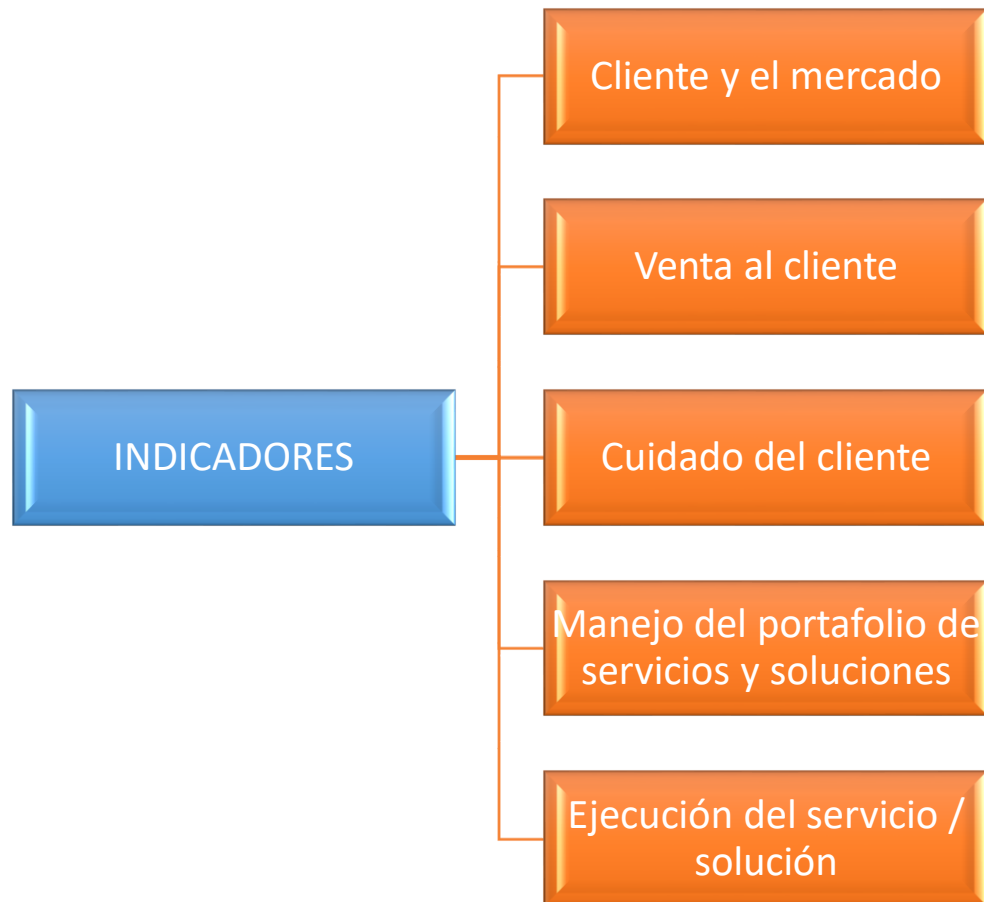 Cliente y el mercado
Venta al cliente
INDICADORES
Cuidado del cliente
Manejo del portafolio de
servicios y soluciones
Ejecución del servicio /
solución